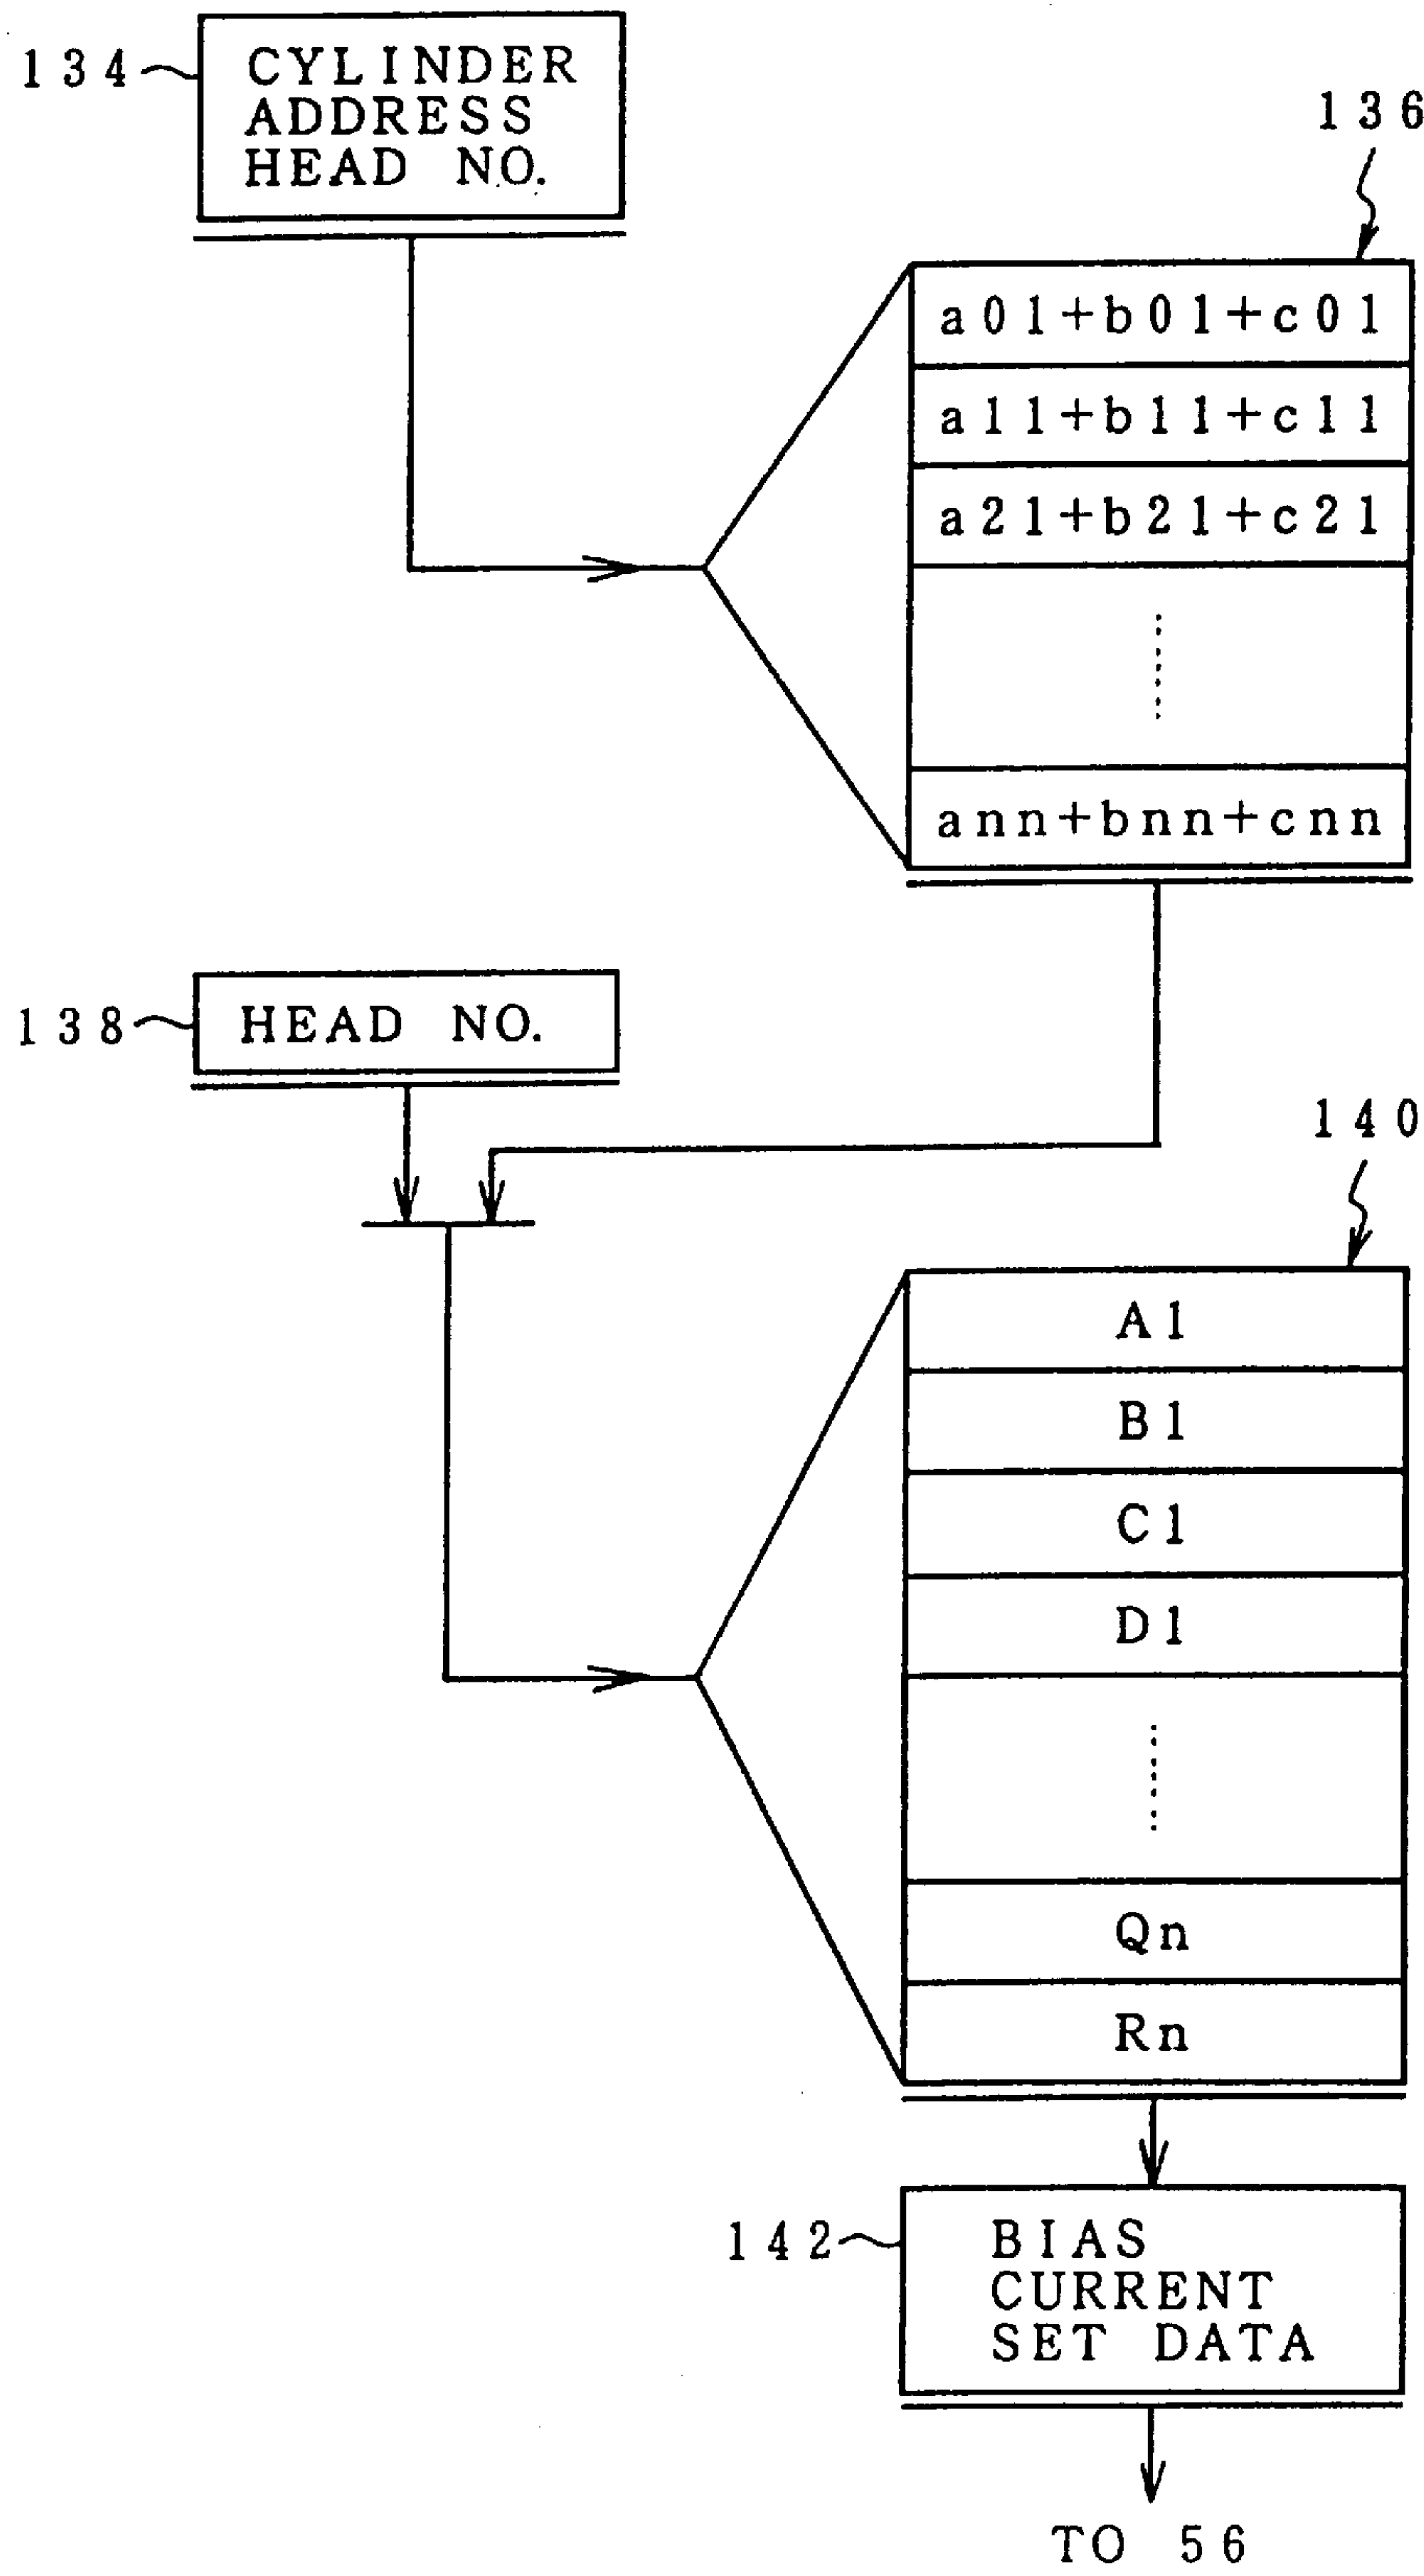 134
CYLINDER
ADDRESS
HEAD NO.
136
a01+b01+c01
a11+b11+c11
a21+b21+c21
ann+bnn+cnn
138
HEAD NO.
140
A1
B1
C1
D1
Qn
Rn
142
BIAS
CURRENT
SET DATA
TO 56